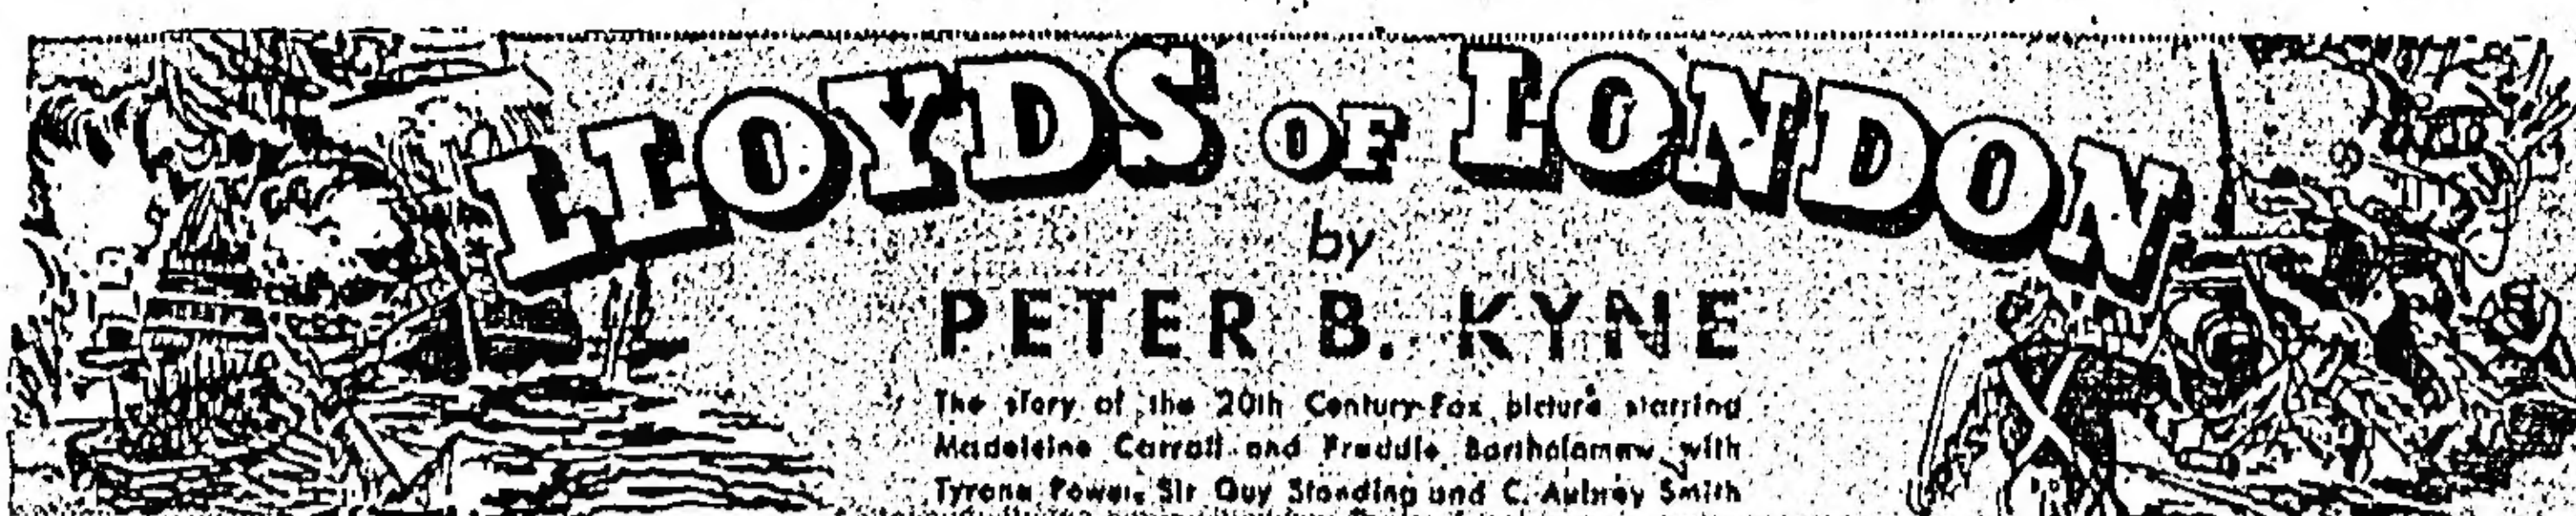 LLOYDS OF LONDON
by
PETER B. KYNE
The story of the 20th Century-Fox picture starring
Madeleine Carroll and Freddie Bartholomew with
Tyrone Power, Sir Guy Standing and C. Aubrey Smith